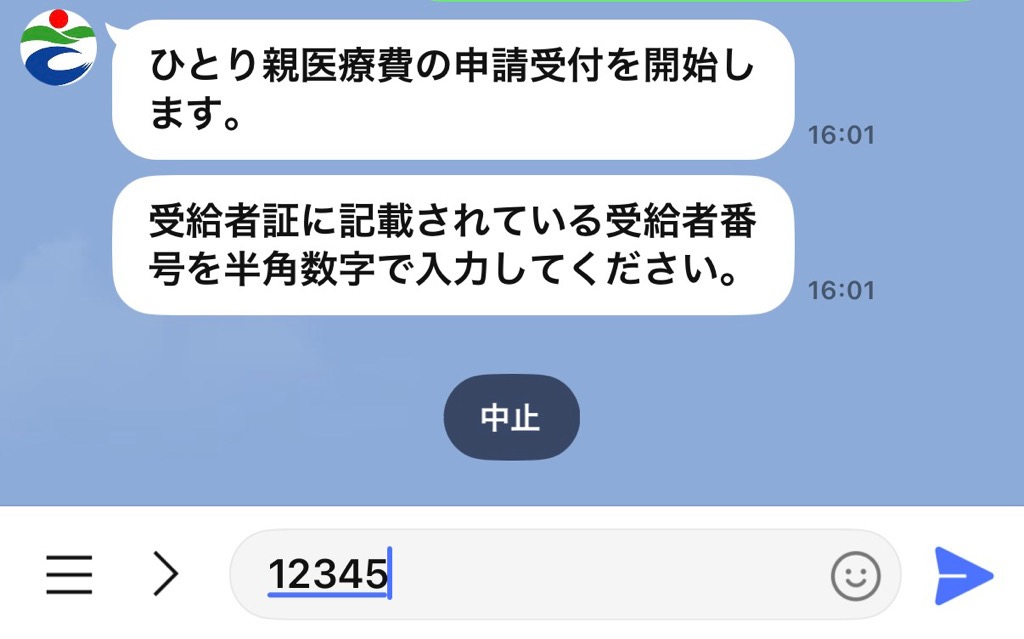 ひとり親医療費の申請受付を開始し
ます。
16:01
受給者証に記載されている受給者番
号を半角数字で入力してください。
16:01
中止
12345